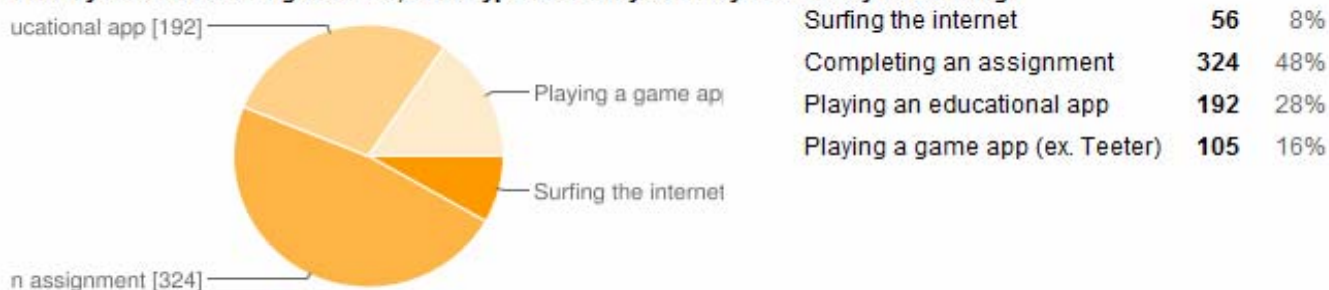 ucational app [192]
Playing a game ap
Surfing the internet
n assignment [324]
Surfing the internet 56 8%
Completing an assignment 324 48%
Playing an educational app 192 28%
Playing a game app (ex. Teeter) 105 16%